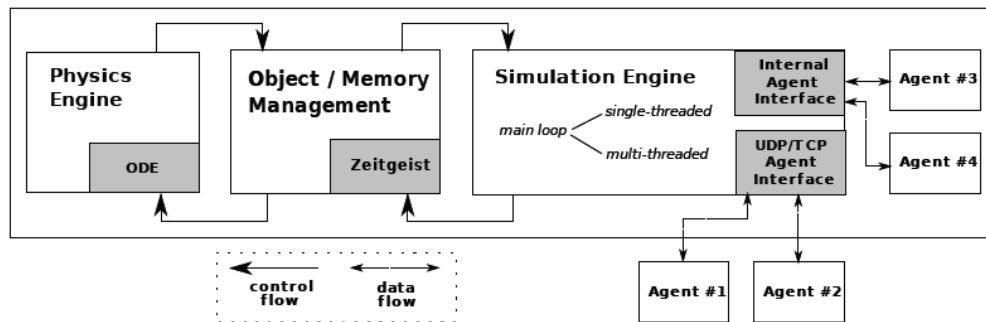 Physics
Engine
ODE
Object / Memory
Management
Zeitgeist
Simulation Engine
main loop
single-threaded
multi-threaded
Internal
Agent
Interface
UDP/TCP
Agent
Interface
Agent #3
Agent #4
control
flow
data
flow
Agent #1
Agent #2